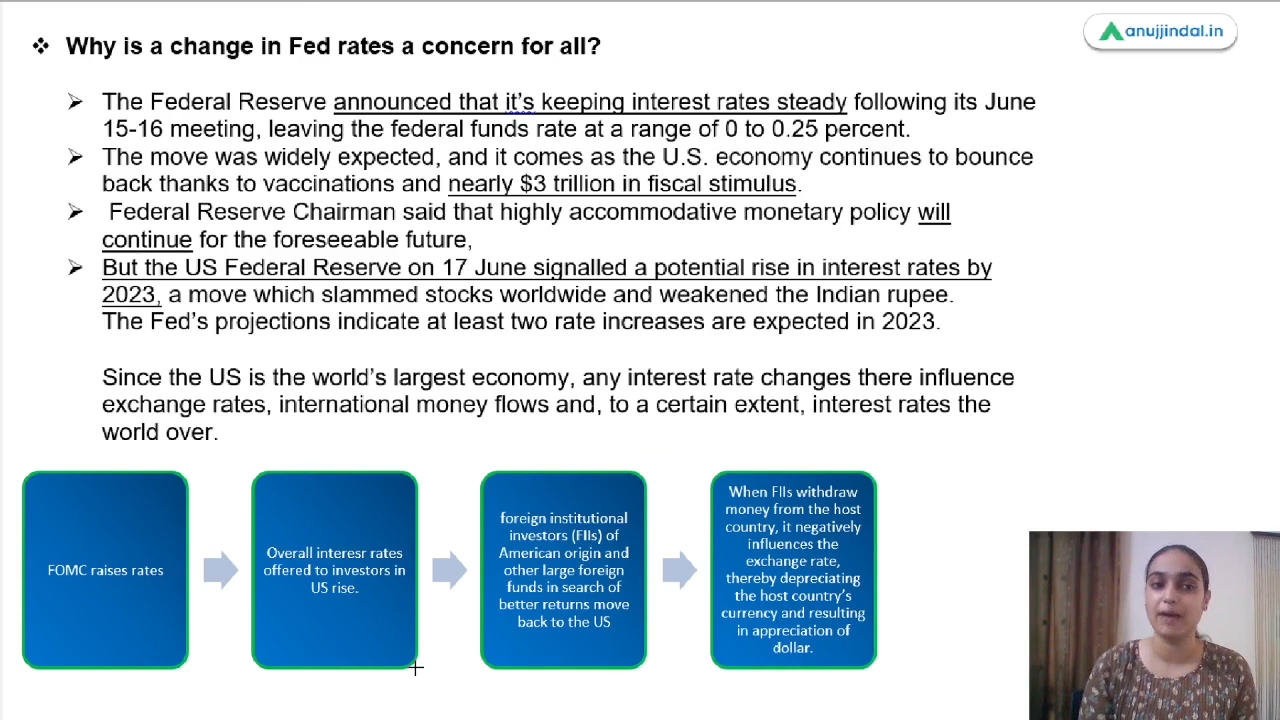 anujjindal.in
❖ Why is a change in Fed rates a concern for all?
➢ The Federal Reserve announced that it's keeping interest rates steady following its June
15-16 meeting, leaving the federal funds rate at a range of 0 to 0.25 percent.
➢ The move was widely expected, and it comes as the U.S. economy continues to bounce
back thanks to vaccinations and nearly $3 trillion in fiscal stimulus.
➢ Federal Reserve Chairman said that highly accommodative monetary policy will
continue for the foreseeable future,
➢ But the US Federal Reserve on 17 June signalled a potential rise in interest rates by
2023, a move which slammed stocks worldwide and weakened the Indian rupee.
The Fed's projections indicate at least two rate increases are expected in 2023.
Since the US is the world's largest economy, any interest rate changes there influence
exchange rates, international money flows and, to a certain extent, interest rates the
world over.
FOMC raises rates
Overall interesr rates
offered to investors in
US rise.
foreign institutional
investors (FIIs) of
American origin and
other large foreign
funds in search of
better returns move
back to the US
When FIIs withdraw
money from the host
country, it negatively
influences the
exchange rate,
thereby depreciating
the host country's
currency and resulting
in appreciation of
dollar.